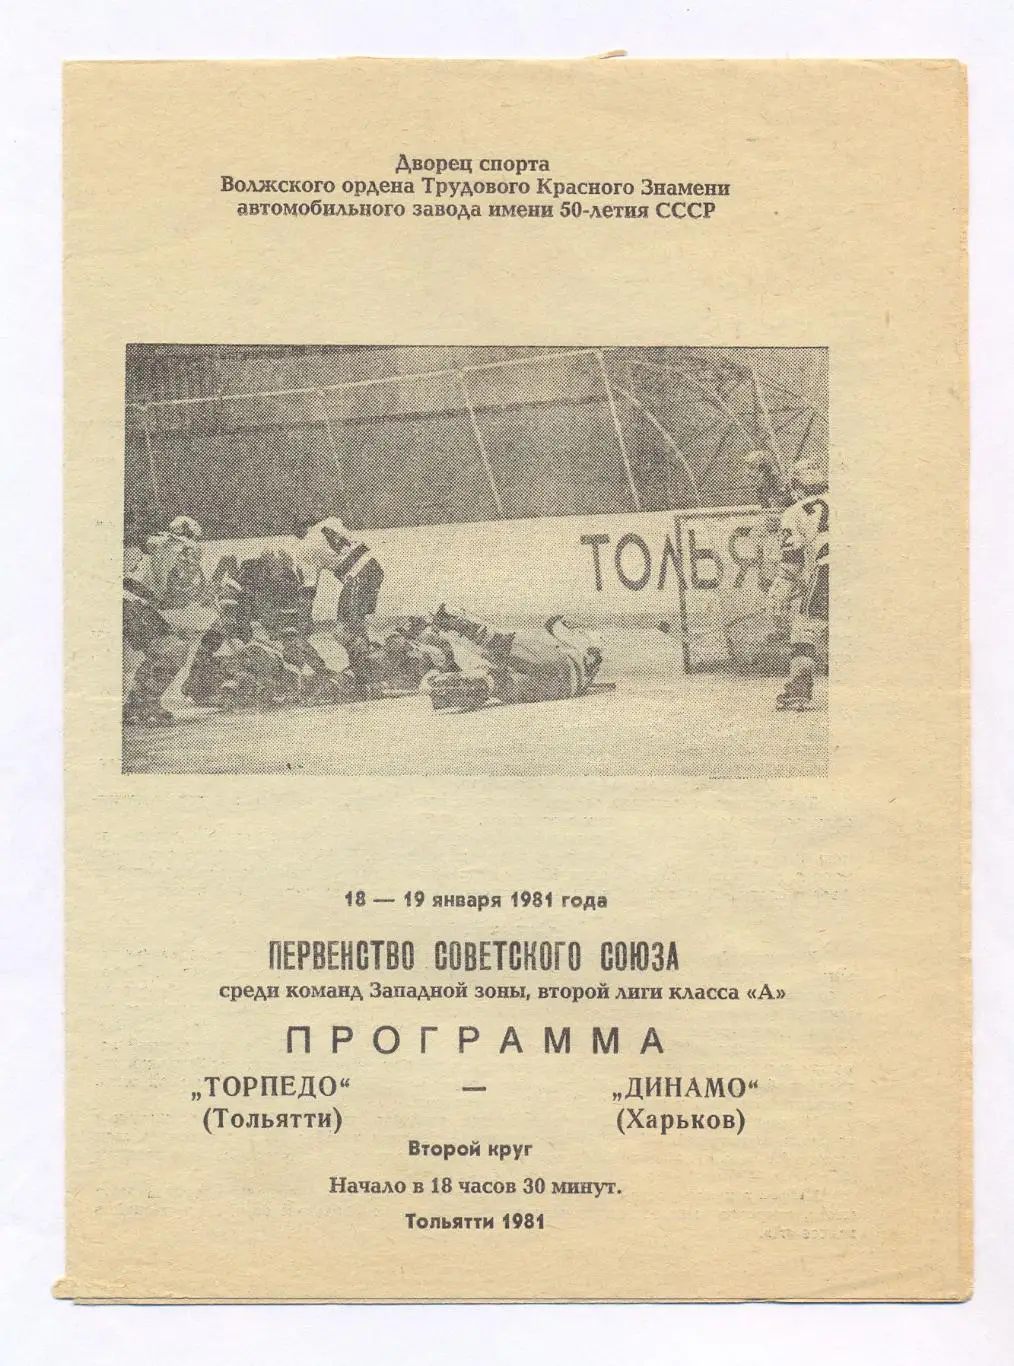 Дворец спорта
Волжского ордена Трудового Красного Знамени
автомобильного завода имени 50-летия СССР
ТОЛЬЯ
18 — 19 января 1981 года
ПЕРВЕНСТВО СОВЕТСКОГО СОЮЗА
среди команд Западной зоны, второй лиги класса «А»
ПРОГРАММА
„ТОРПЕДО“ — „ДИНАМО“
(Тольятти) (Харьков)
Второй круг
Начало в 18 часов 30 минут.
Тольятти 1981